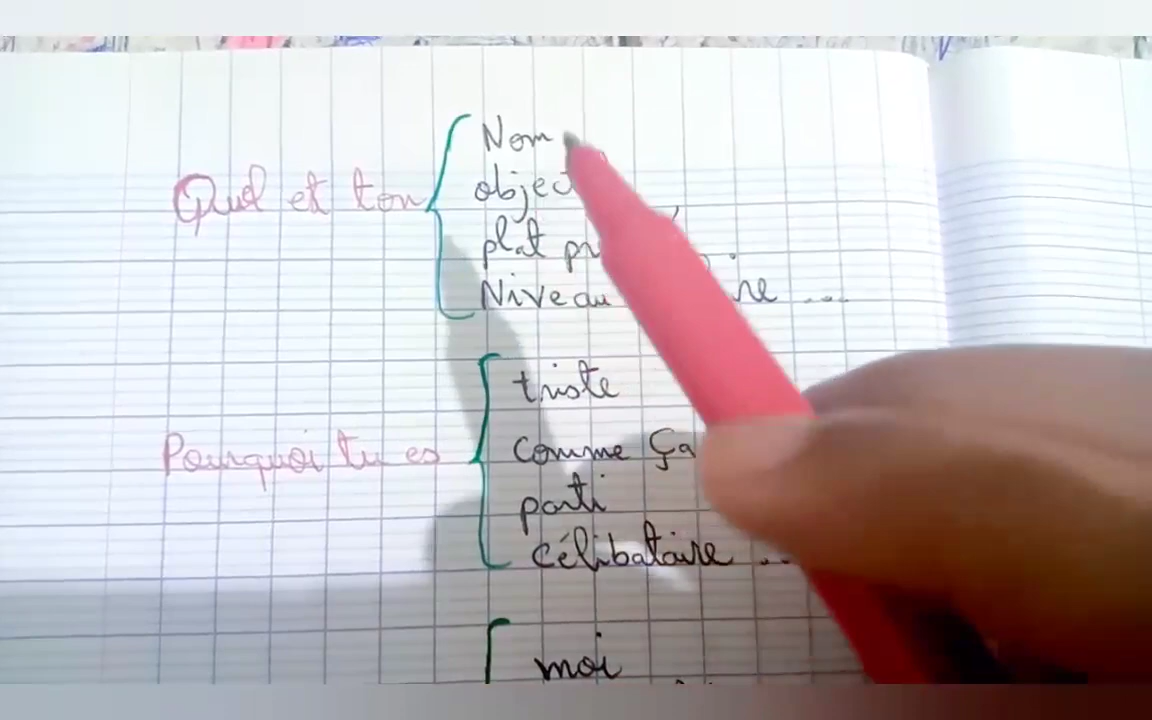 Nom
Quel et ton
plat
Niveau
triste
Pourquoi tu es
comme ça
parti
célibataire ...
moi